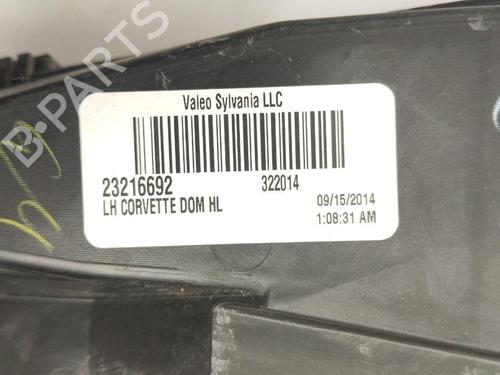 Valeo Sylvania LLC
23216692 322014
LH CORVETTE DOM HL 09/15/2014
1:08:31 AM
B-PARTS